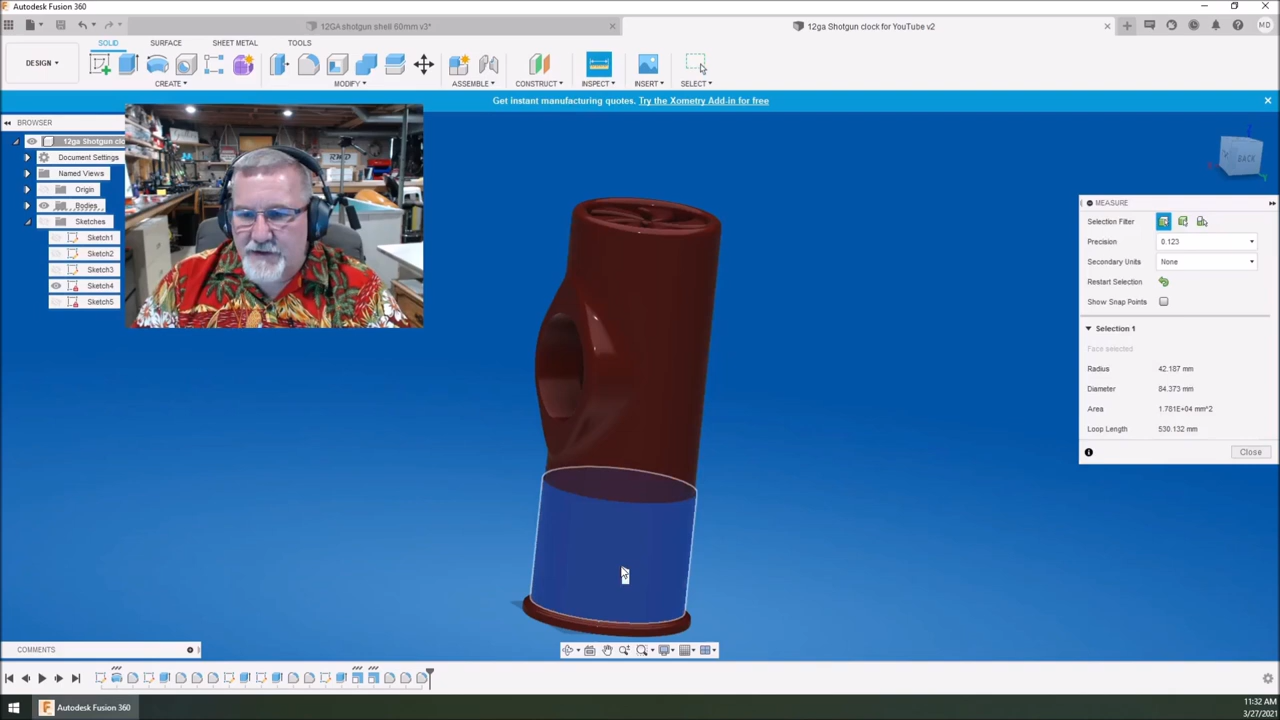 Autodesk Fusion 360
12GA shotgun shell 60mm v3*
12ga Shotgun clock for YouTube v2
MD
DESIGN
SOLID SURFACE SHEET METAL TOOLS
CREATE MODIFY ASSEMBLE CONSTRUCT INSPECT INSERT SELECT
Get instant manufacturing quotes. Try the Xometry Add-in for free
BROWSER
12ga Shotgun clo
Document Settings
Named Views
Origin
Bodies
Sketches
Sketch1
Sketch2
Sketch3
Sketch4
Sketch5
BACK
MEASURE
Selection Filter
Precision 0.123
Secondary Units None
Restart Selection
Show Snap Points
Selection 1
Face selected
Radius 42.187 mm
Diameter 84.373 mm
Area 1.781E+04 mm^2
Loop Length 530.132 mm
Close
COMMENTS
Autodesk Fusion 360
11:32 AM
3/27/2021